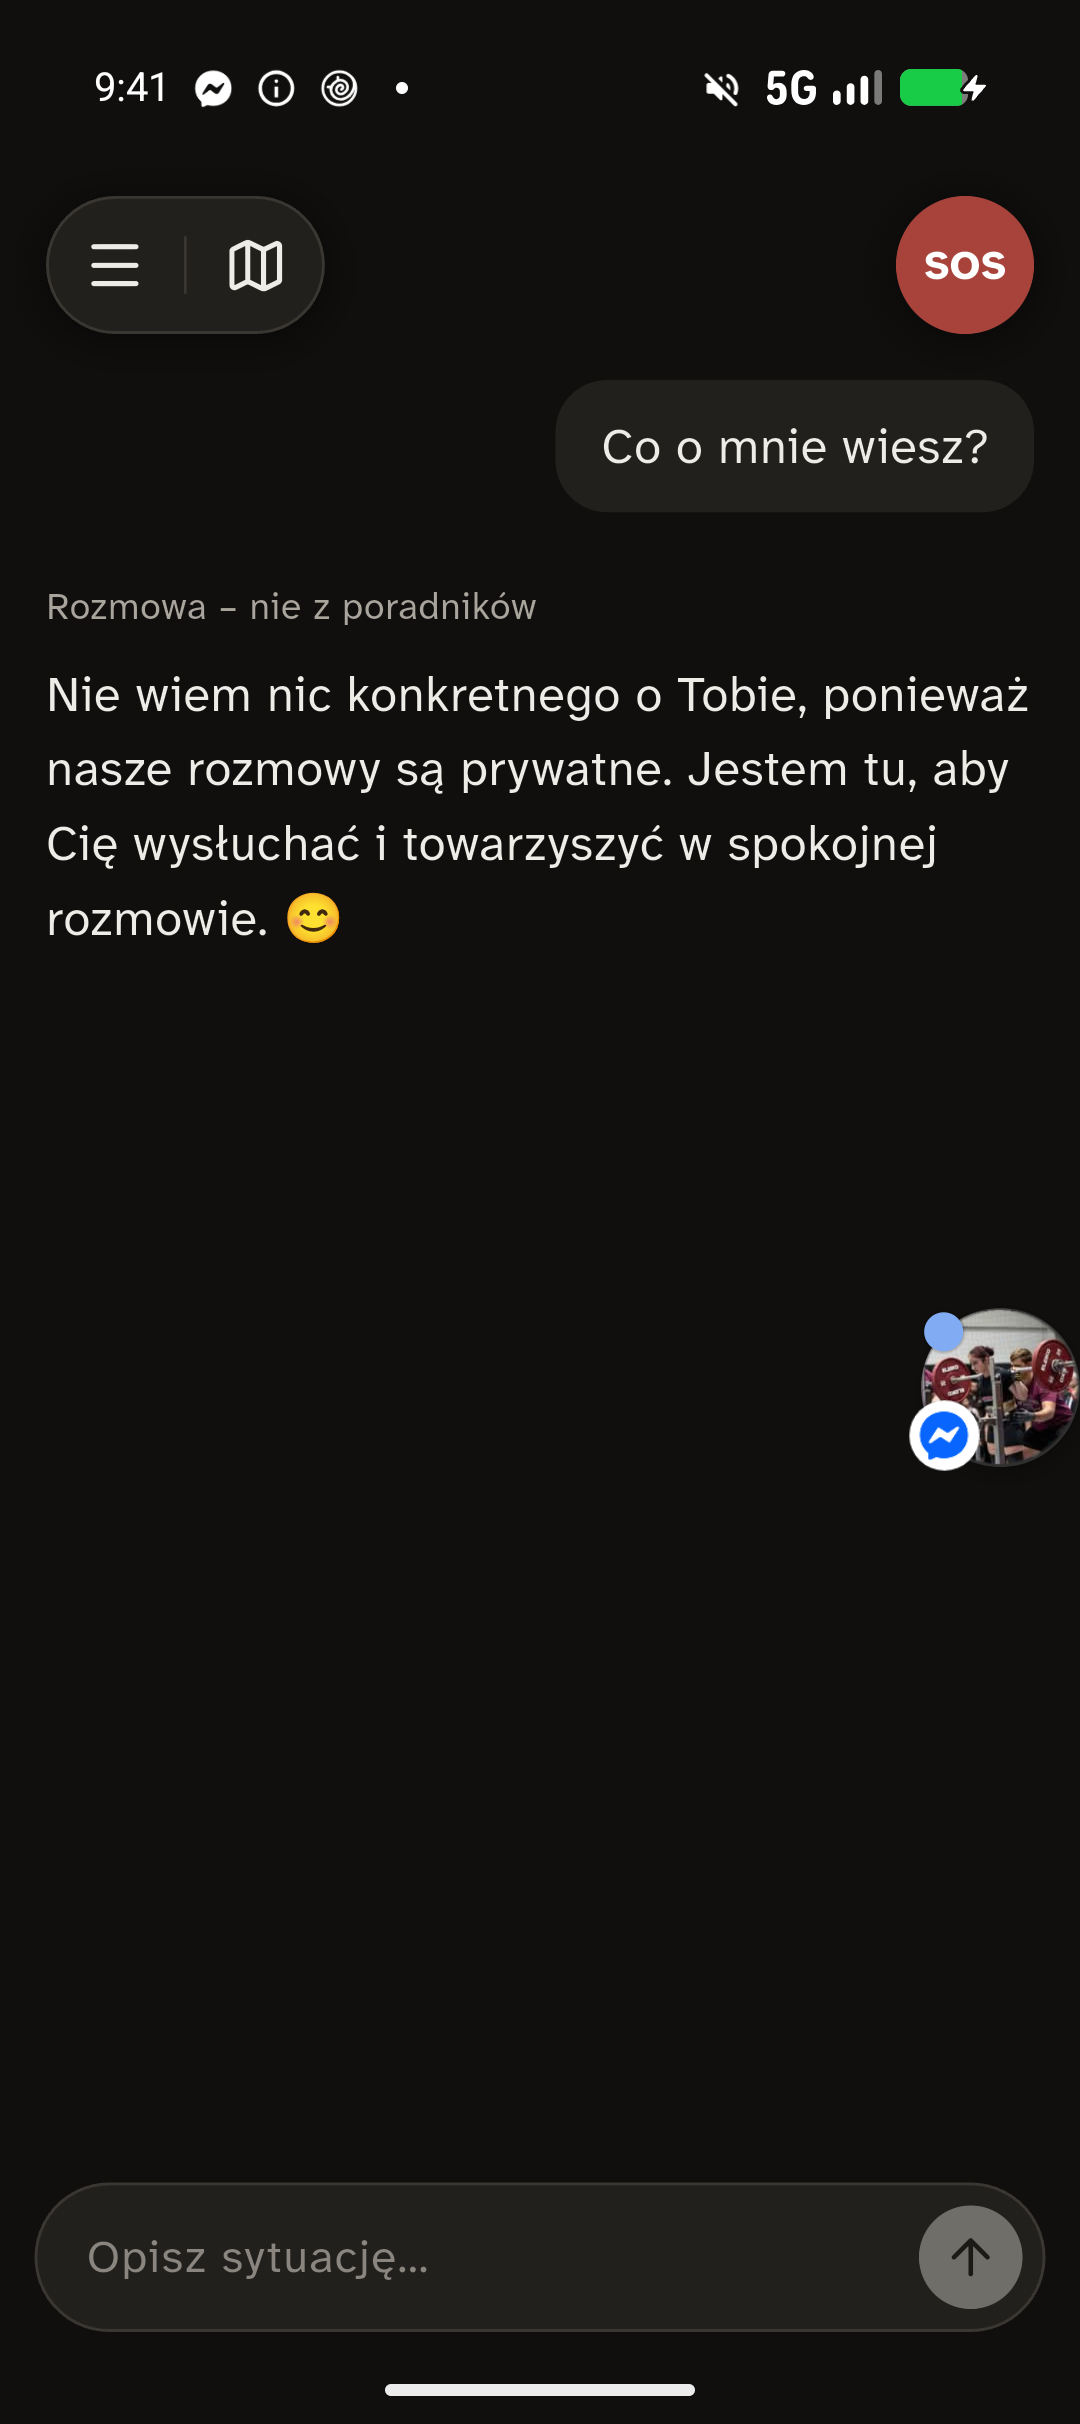 9:41
5G
SOS
Co o mnie wiesz?
Rozmowa – nie z poradników
Nie wiem nic konkretnego o Tobie, ponieważ
nasze rozmowy są prywatne. Jestem tu, aby
Cię wysłuchać i towarzyszyć w spokojnej
rozmowie. 😊
Opisz sytuację...